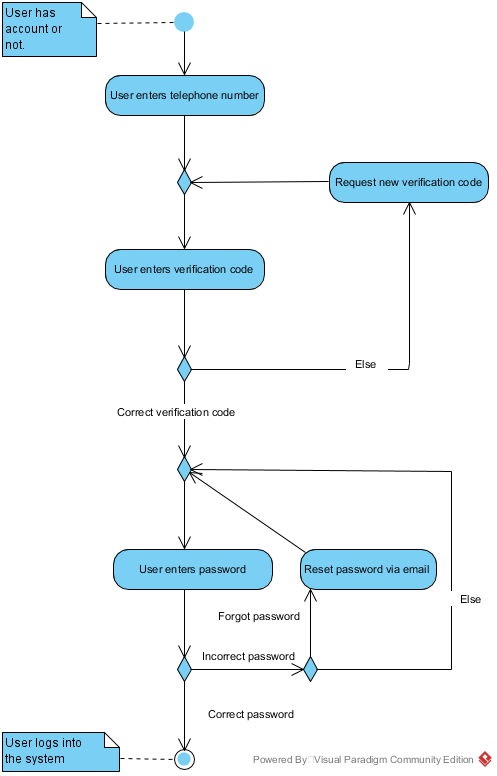 User has
account or
not.
User enters telephone number
Request new verification code
User enters verification code
Else
Correct verification code
User enters password
Reset password via email
Else
Forgot password
Incorrect password
Correct password
User logs into
the system
Powered By Visual Paradigm Community Edition